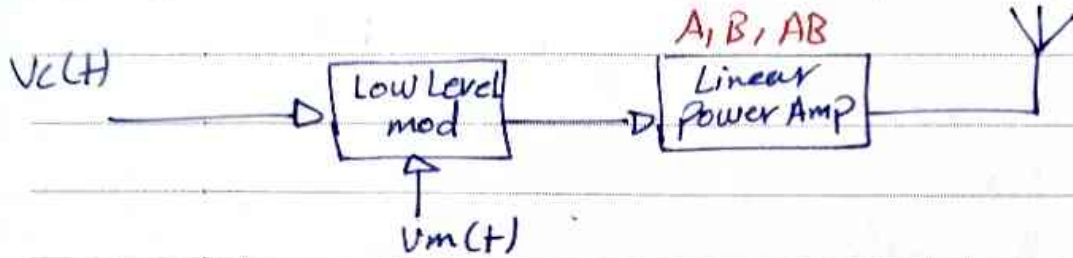 A, B, AB
Vc(t)
Low Level
mod
Linear
Power Amp
Vm(t)